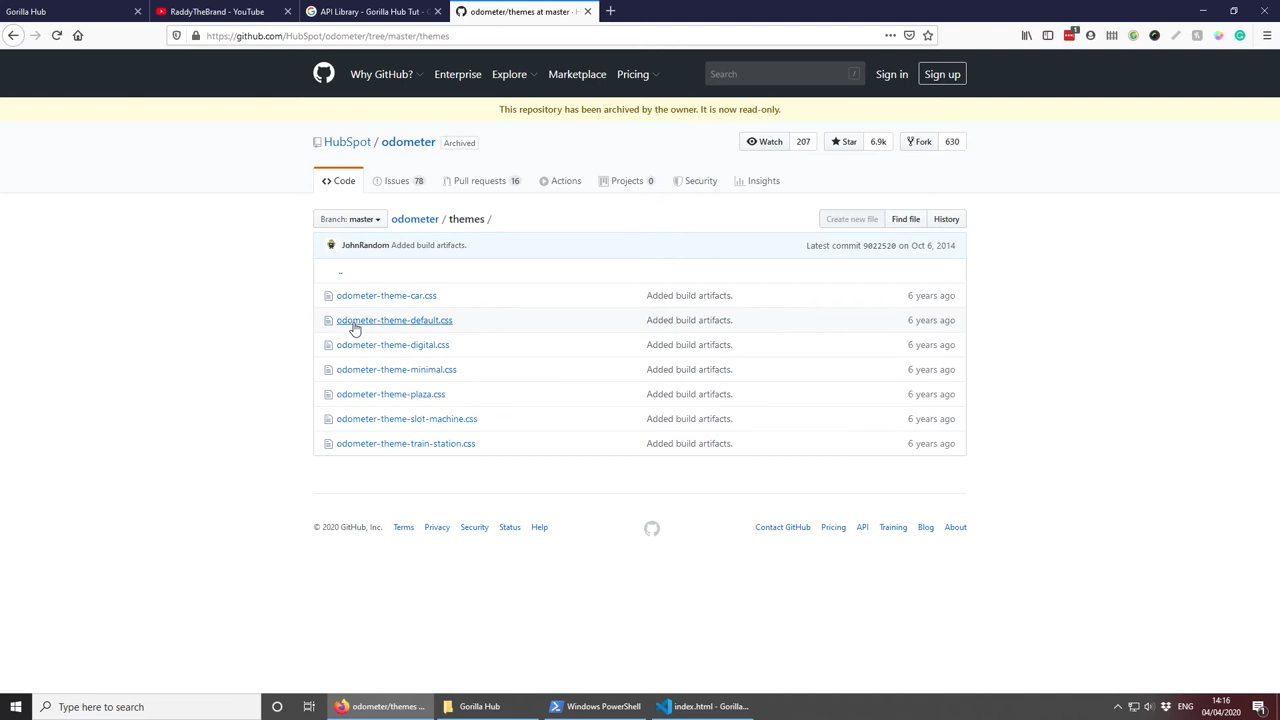 Gorilla Hub
RaddyTheBrand - YouTube
API Library - Gorilla Hub Tut - G
odometer/themes at master · H
https://github.com/HubSpot/odometer/tree/master/themes
1
Why GitHub?
Enterprise
Explore
Marketplace
Pricing
Search
/
Sign in
Sign up
This repository has been archived by the owner. It is now read-only.
HubSpot / odometer
Archived
Watch
207
Star
6.9k
Fork
630
Code
Issues 78
Pull requests 16
Actions
Projects 0
Security
Insights
Branch: master
odometer / themes /
Create new file
Find file
History
JohnRandom Added build artifacts.
Latest commit 9022520 on Oct 6, 2014
..
odometer-theme-car.css Added build artifacts. 6 years ago
odometer-theme-default.css Added build artifacts. 6 years ago
odometer-theme-digital.css Added build artifacts. 6 years ago
odometer-theme-minimal.css Added build artifacts. 6 years ago
odometer-theme-plaza.css Added build artifacts. 6 years ago
odometer-theme-slot-machine.css Added build artifacts. 6 years ago
odometer-theme-train-station.css Added build artifacts. 6 years ago
© 2020 GitHub, Inc.
Terms
Privacy
Security
Status
Help
Contact GitHub
Pricing
API
Training
Blog
About
Type here to search
odometer/themes ...
Gorilla Hub
Windows PowerShell
index.html - Gorilla...
ENG
14:16
04/04/2020
1